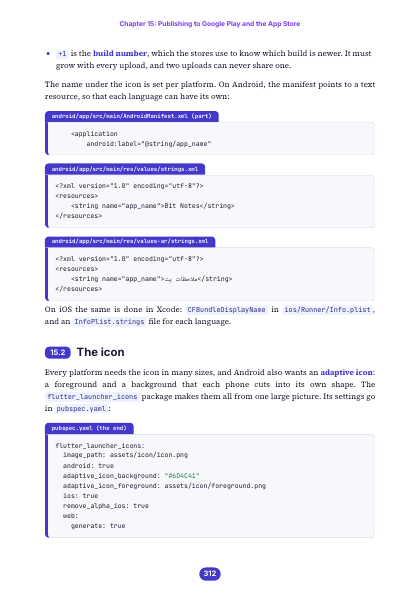 Chapter 15: Publishing to Google Play and the App Store
• +1 is the build number, which the stores use to know which build is newer. It must
grow with every upload, and two uploads can never share one.
The name under the icon is set per platform. On Android, the manifest points to a text
resource, so that each language can have its own:
android/app/src/main/AndroidManifest.xml (part)
<application
android:label="@string/app_name"
android/app/src/main/res/values/strings.xml
<?xml version="1.0" encoding="utf-8"?>
<resources>
<string name="app_name">Bit Notes</string>
</resources>
android/app/src/main/res/values-ar/strings.xml
<?xml version="1.0" encoding="utf-8"?>
<resources>
<string name="app_name">ملاحظات بت</string>
</resources>
On iOS the same is done in Xcode: CFBundleDisplayName in ios/Runner/Info.plist,
and an InfoPlist.strings file for each language.
15.2 The icon
Every platform needs the icon in many sizes, and Android also wants an adaptive icon:
a foreground and a background that each phone cuts into its own shape. The
flutter_launcher_icons package makes them all from one large picture. Its settings go
in pubspec.yaml:
pubspec.yaml (the end)
flutter_launcher_icons:
image_path: assets/icon/icon.png
android: true
adaptive_icon_background: "#6D4C41"
adaptive_icon_foreground: assets/icon/foreground.png
ios: true
remove_alpha_ios: true
web:
generate: true
312